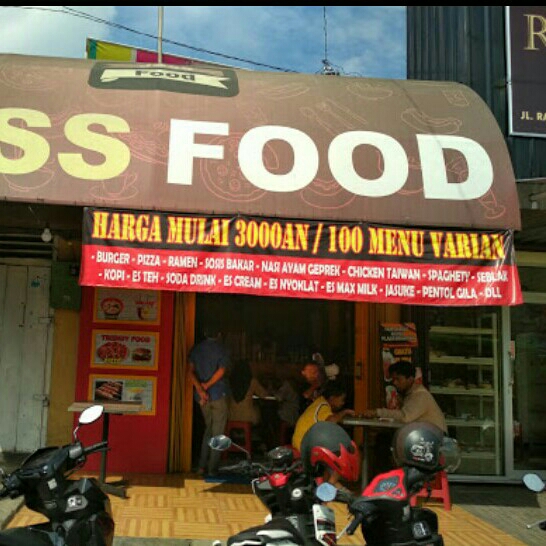 Food
SS FOOD
R
JL. RA
HARGA MULAI 3000AN / 100 MENU VARIAN
- BURGER - PIZZA - RAMEN - SOSIS BAKAR - NASI AYAM GEPREK - CHICKEN TAIWAN - SPAGHETY - SEBLAK
- KOPI - ES TEH - SODA DRINK - ES CREAM - ES NYOKLAT - ES MAX MILK - JASUKE - PENTOL GILA - DLL
FOOD